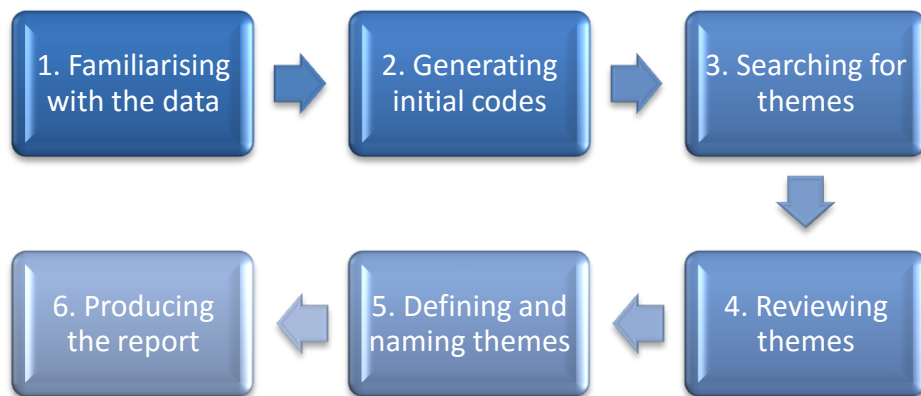 1. Familiarising
with the data
2. Generating
initial codes
3. Searching for
themes
4. Reviewing
themes
5. Defining and
naming themes
6. Producing
the report